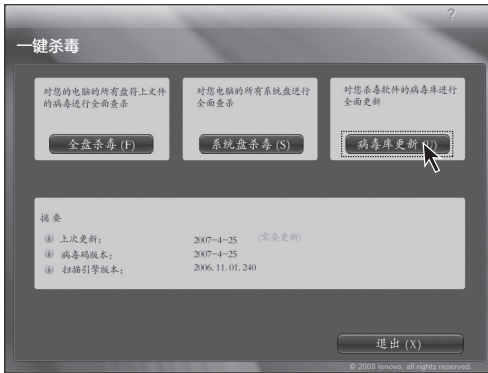 ?
一键杀毒
对您的电脑的所有盘符上文件
的病毒进行全面查杀
全盘杀毒 (F)
对您电脑的所有系统盘进行
全面查杀
系统盘杀毒 (S)
对您杀毒软件的病毒库进行
全面更新
病毒库更新 (U)
摘要
上次更新: 2007-4-25 (需要更新)
病毒码版本: 2007-4-25
扫描引擎版本: 2006.11.01.240
退出 (X)
© 2008 lenovo. all rights reserved.